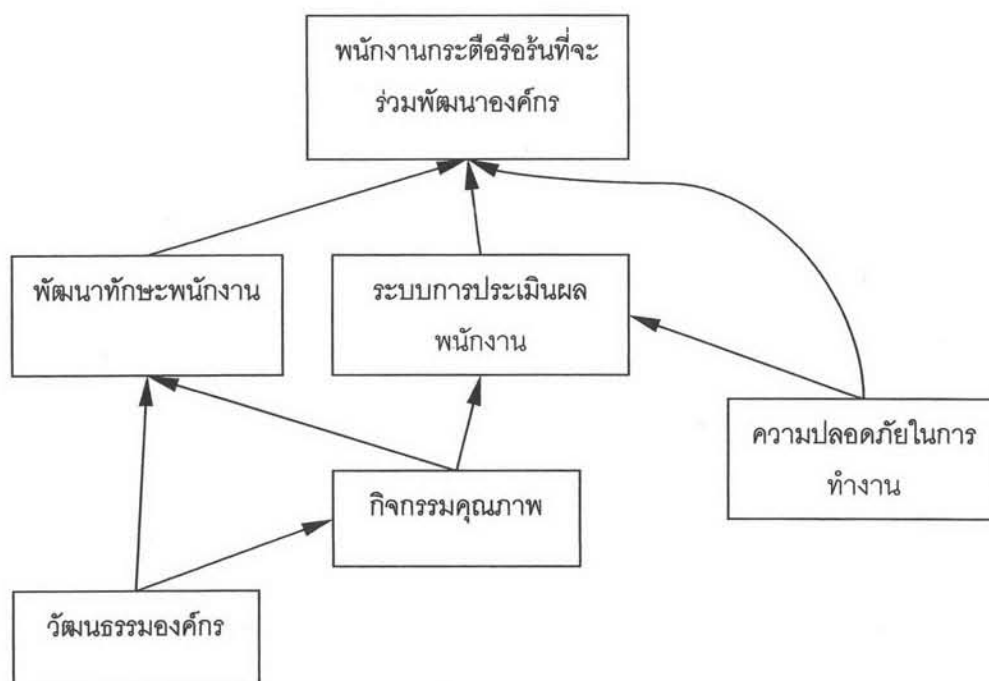 พนักงานกระตือรือร้นที่จะ
ร่วมพัฒนาองค์กร
พัฒนาทักษะพนักงาน
ระบบการประเมินผล
พนักงาน
ความปลอดภัยในการ
ทำงาน
กิจกรรมคุณภาพ
วัฒนธรรมองค์กร